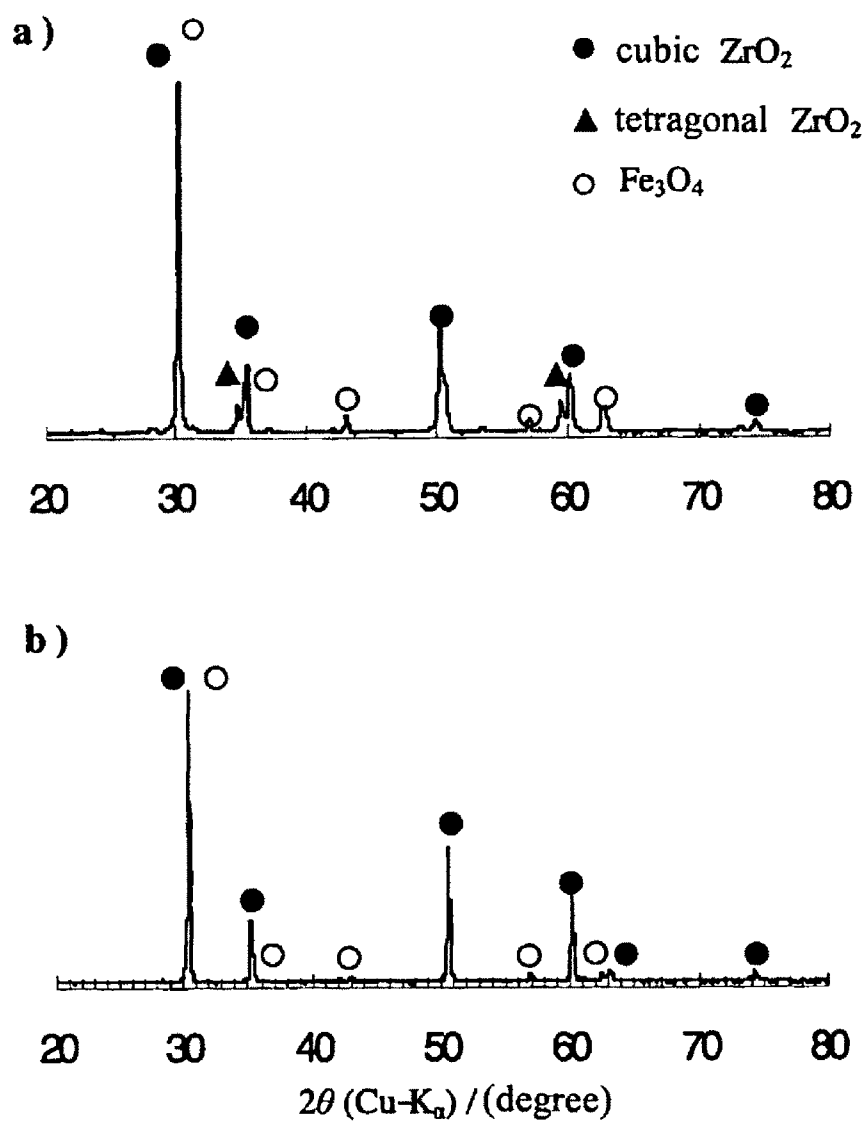 a )
● cubic ZrO₂
▲ tetragonal ZrO₂
○ Fe₃O₄
20 30 40 50 60 70 80
b )
20 30 40 50 60 70 80
2θ (Cu-Kα) / (degree)